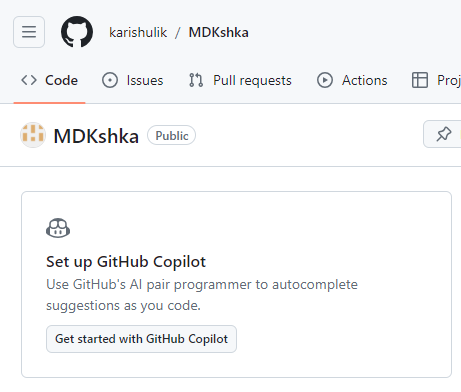 karishulik / MDKshka
Code Issues Pull requests Actions Proj
MDKshka Public
Set up GitHub Copilot
Use GitHub's AI pair programmer to autocomplete
suggestions as you code.
Get started with GitHub Copilot